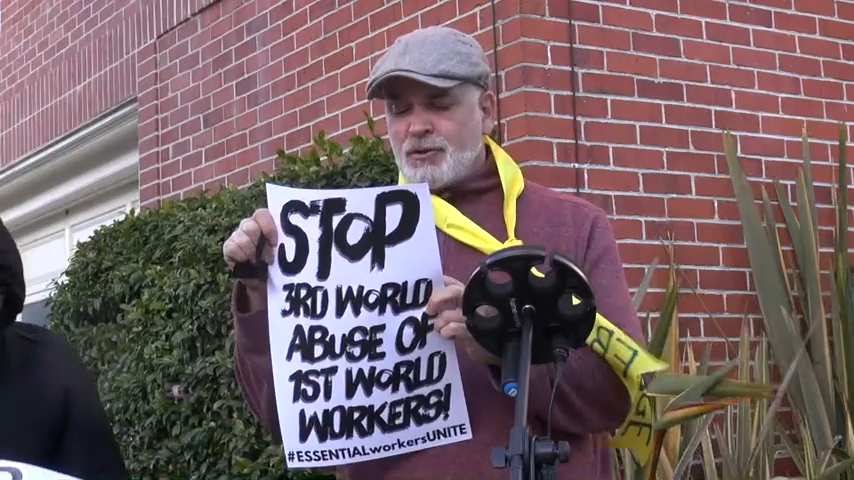 STOP
3RD WORLD
ABUSE OF
1ST WORLD
WORKERS!
#ESSENTIALWORKERSUNITE